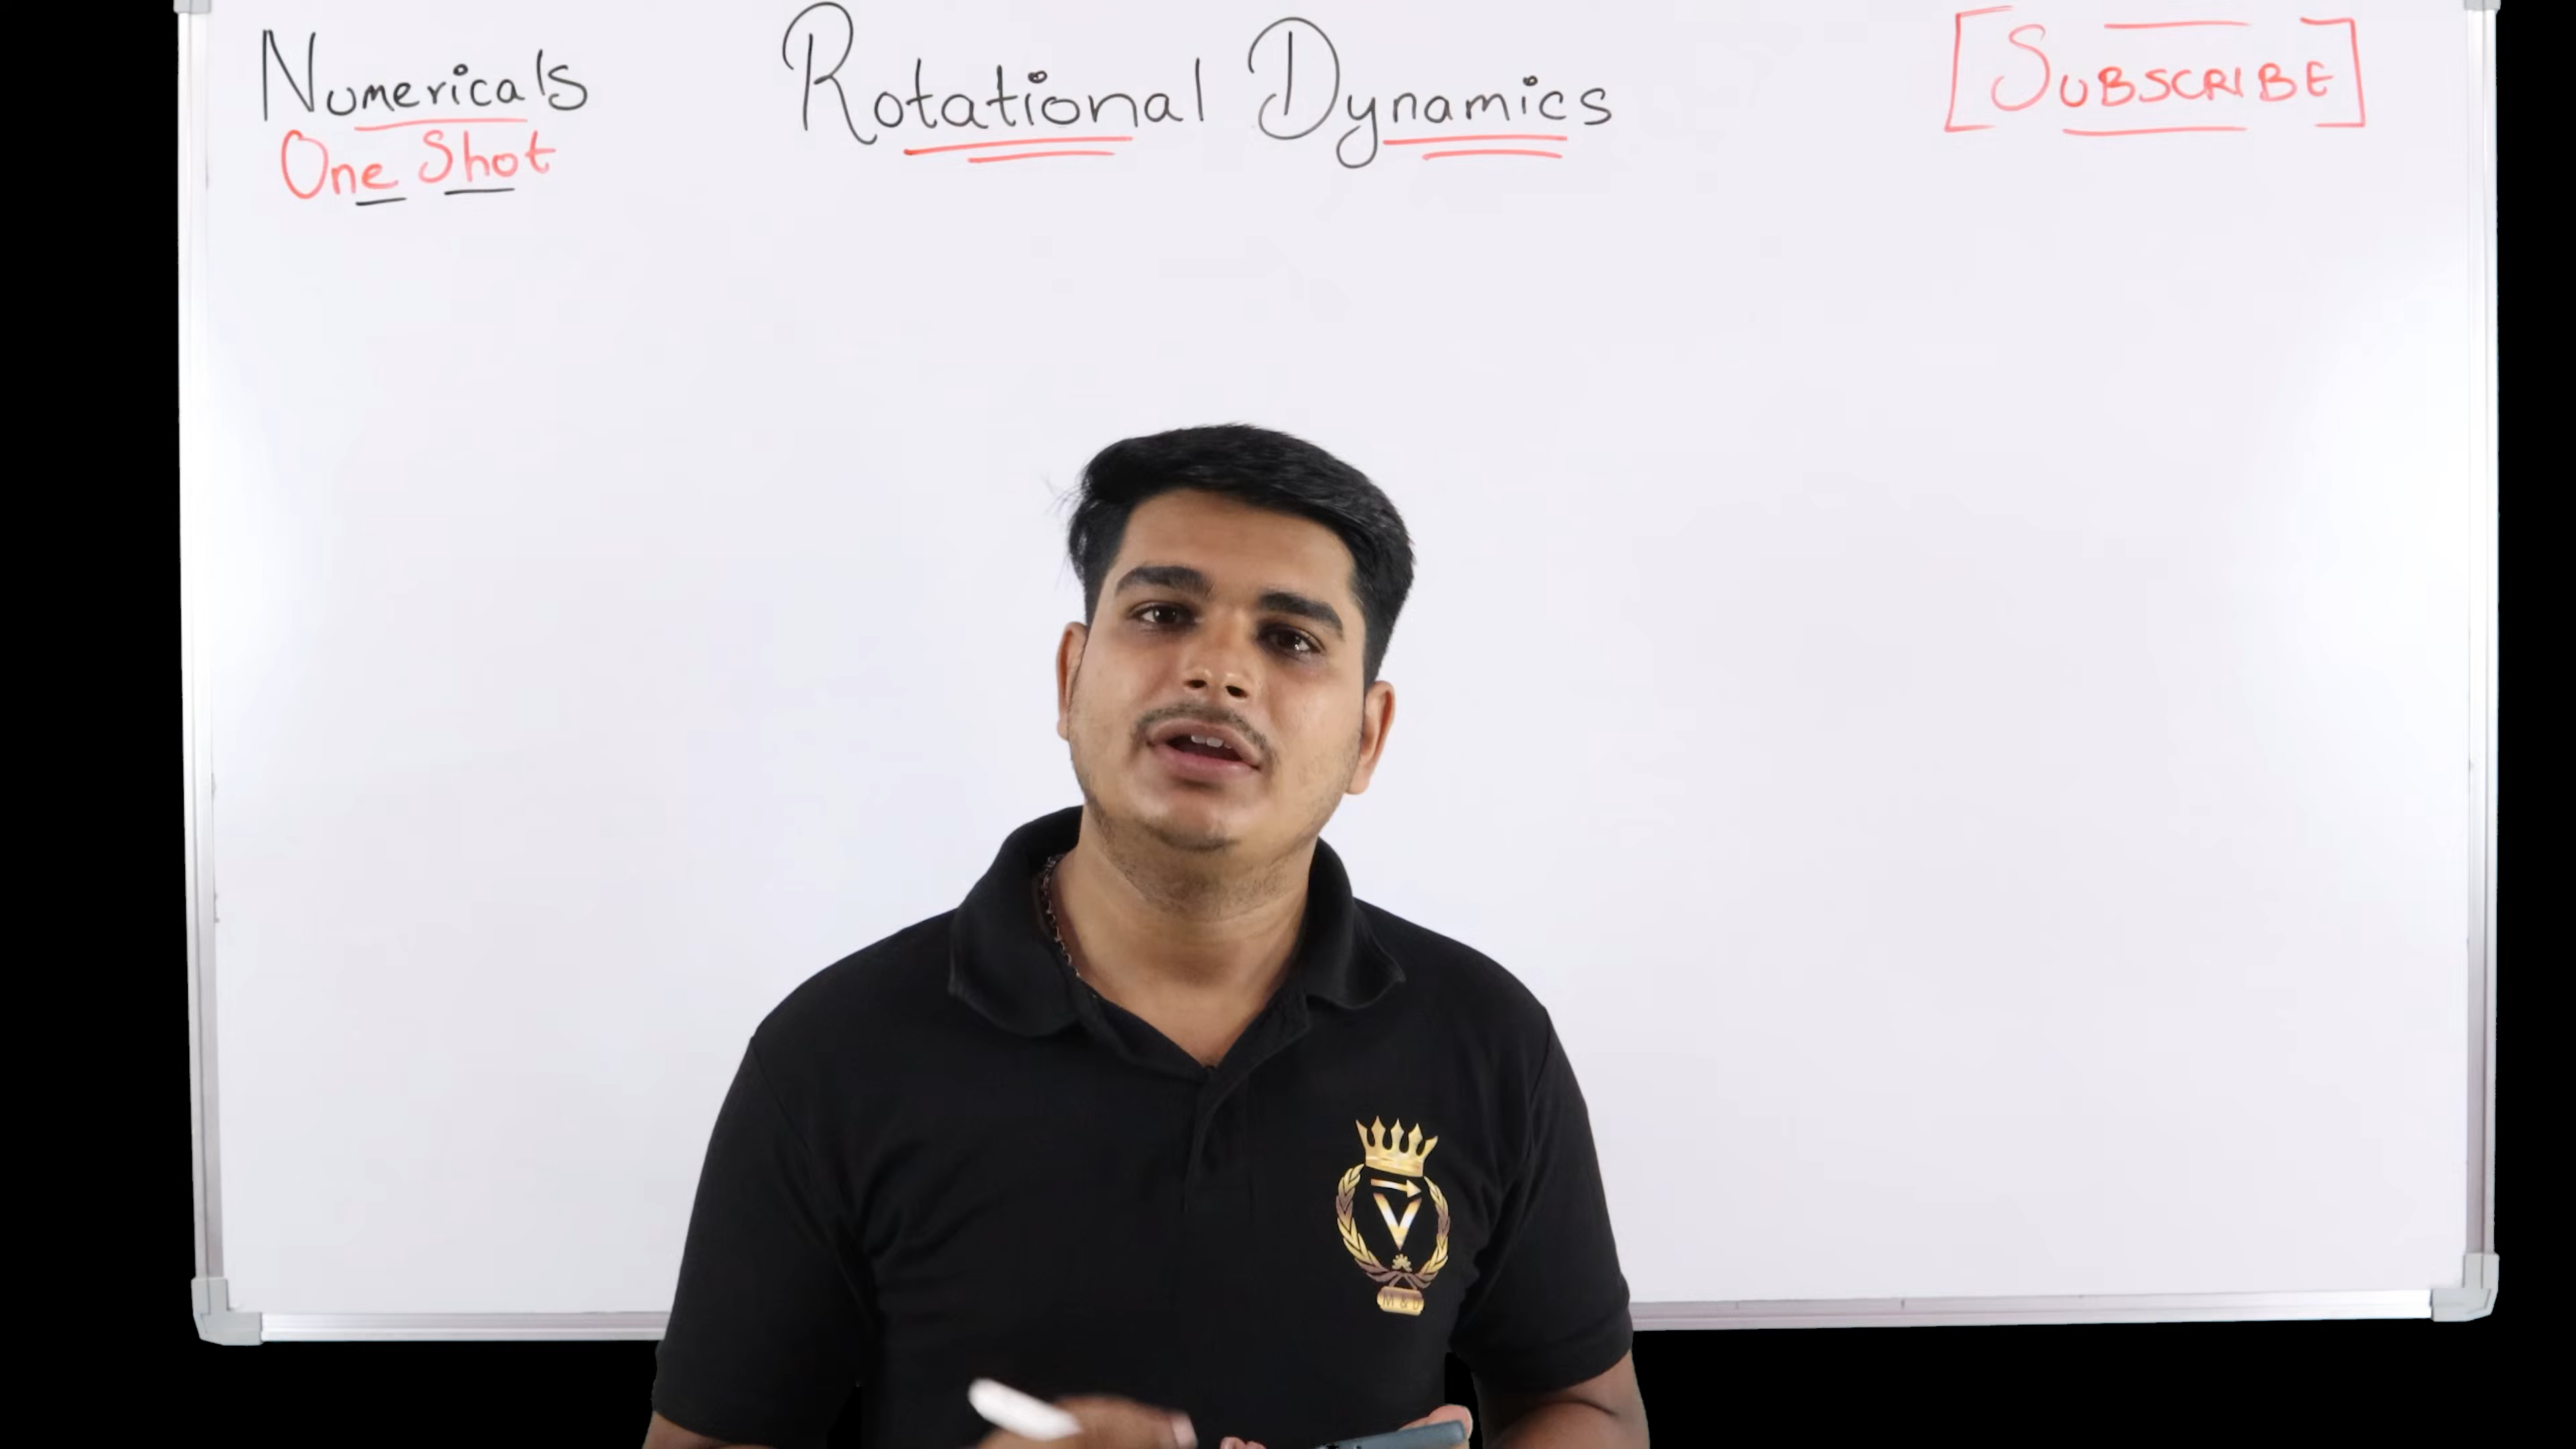 Numericals
One Shot
Rotational Dynamics
[SUBSCRIBE]
V
M & D